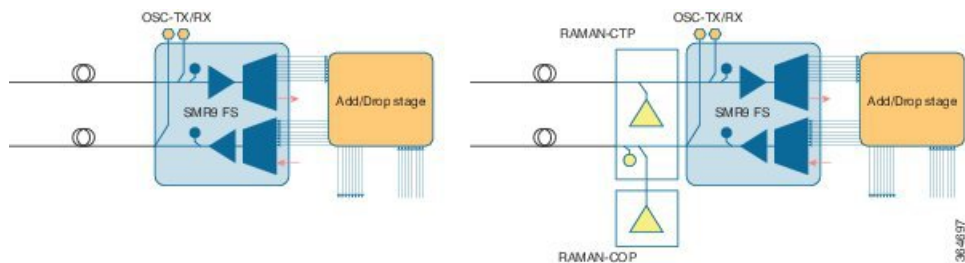 OSC-TX/RX
SMR9 FS
Add/Drop stage
RAMAN-CTP
OSC-TX/RX
SMR9 FS
Add/Drop stage
RAMAN-COP
364697